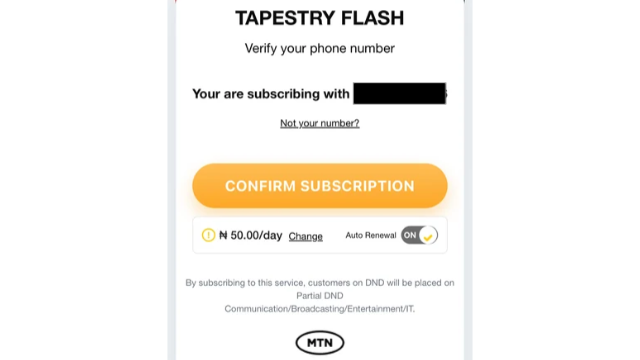 TAPESTRY FLASH
Verify your phone number
Your are subscribing with
Not your number?
CONFIRM SUBSCRIPTION
₦ 50.00/day Change Auto Renewal ON
By subscribing to this service, customers on DND will be placed on
Partial DND
Communication/Broadcasting/Entertainment/IT.
MTN